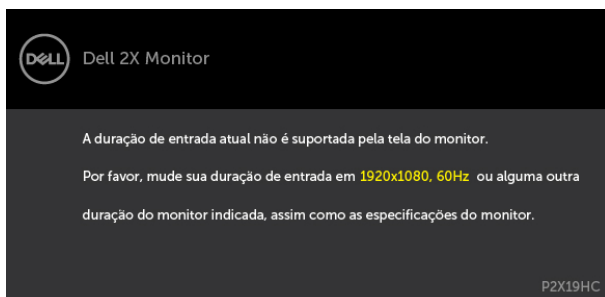 DELL
Dell 2X Monitor
A duração de entrada atual não é suportada pela tela do monitor.
Por favor, mude sua duração de entrada em 1920x1080, 60Hz ou alguma outra
duração do monitor indicada, assim como as especificações do monitor.
P2X19HC